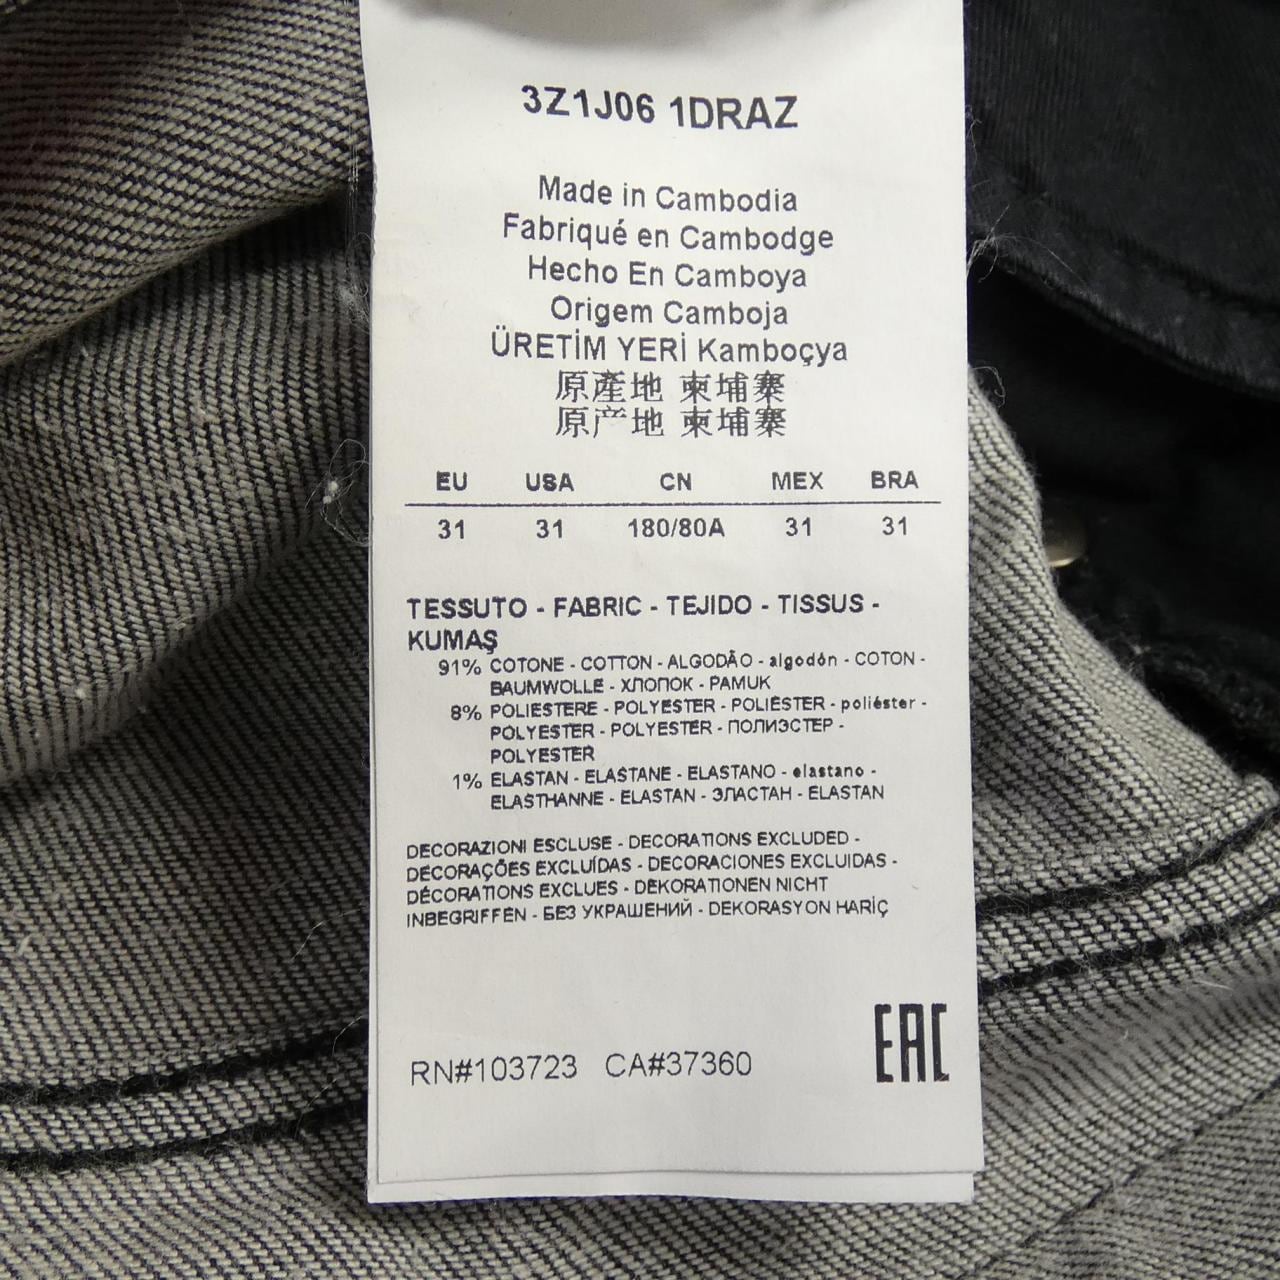 3Z1J06 1DRAZ
Made in Cambodia
Fabriqué en Cambodge
Hecho En Camboya
Origem Camboja
ÜRETİM YERİ Kamboçya
原產地 柬埔寨
原产地 柬埔寨
EU USA CN MEX BRA
31 31 180/80A 31 31
TESSUTO - FABRIC - TEJIDO - TISSUS -
KUMAŞ
91% COTONE - COTTON - ALGODÃO - algodón - COTON -
BAUMWOLLE - ХЛОПОК - PAMUK
8% POLIESTERE - POLYESTER - POLIÉSTER - poliéster -
POLYESTER - POLYESTER - ПОЛИЭСТЕР -
POLYESTER
1% ELASTAN - ELASTANE - ELASTANO - elastano -
ELASTHANNE - ELASTAN - ЭЛАСТАН - ELASTAN
DECORAZIONI ESCLUSE - DECORATIONS EXCLUDED -
DECORAÇÕES EXCLUÍDAS - DECORACIONES EXCLUIDAS -
DÉCORATIONS EXCLUES - DEKORATIONEN NICHT
INBEGRIFFEN - БЕЗ УКРАШЕНИЙ - DEKORASYON HARİÇ
RN#103723 CA#37360
EAC